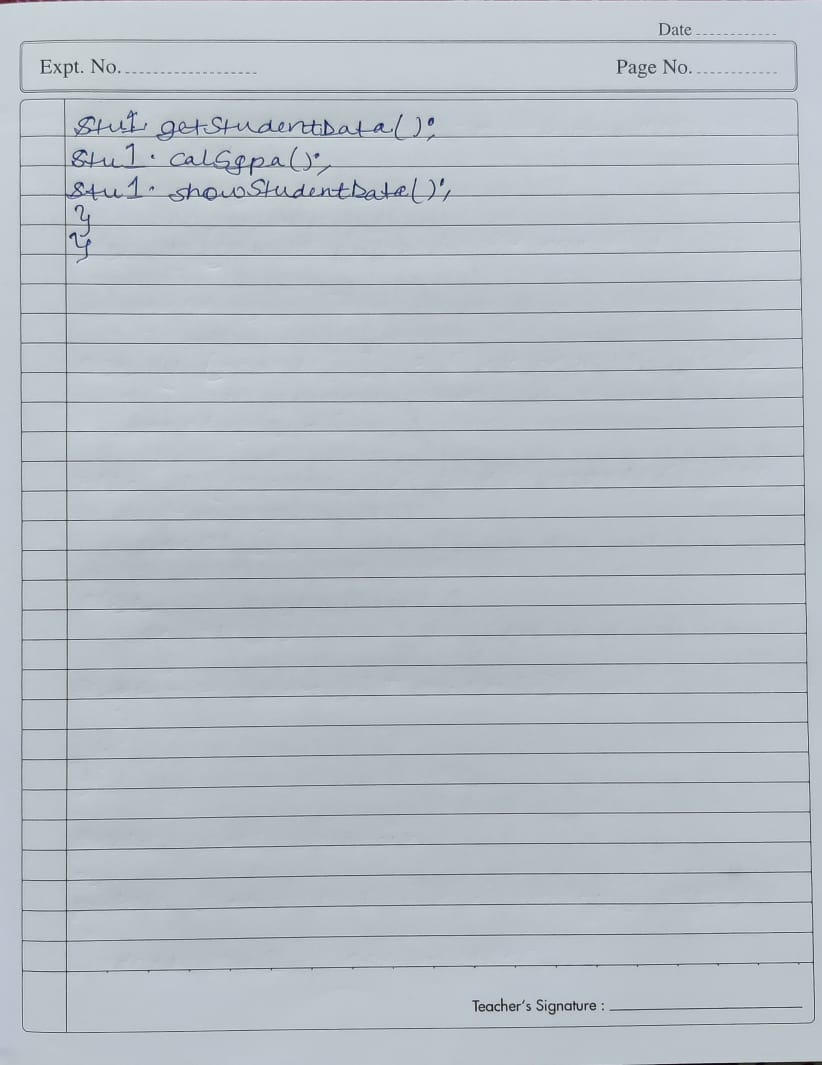 Date
Expt. No.
Page No.
Stu1. getStudentData();
Stu1. calSgpa();
Stu1. showStudentData();
}
}
Teacher's Signature :